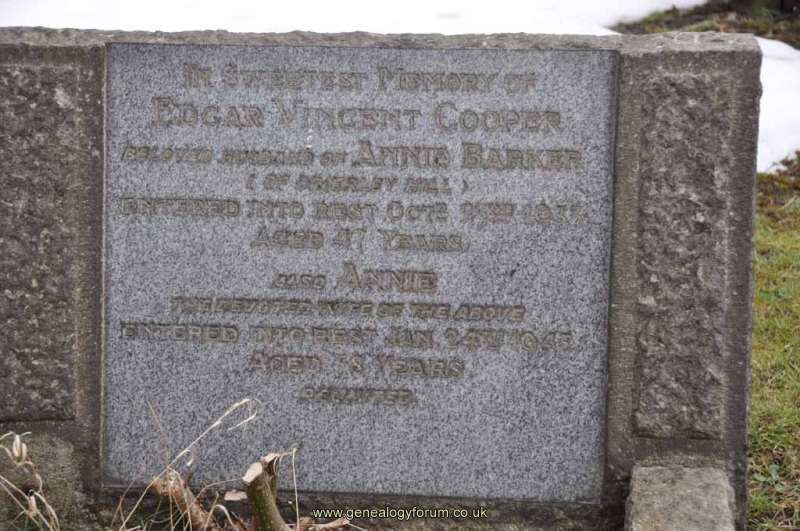 IN SWEETEST MEMORY OF
EDGAR VINCENT COOPER
BELOVED HUSBAND OF ANNIE BARKER
( OF BRIERLEY HILL )
ENTERED INTO REST OCTR
AGED 47 YEARS
ALSO ANNIE
THE DEVOTED WIFE OF THE ABOVE
ENTERED INTO REST JAN. 24TH
AGED YEARS
REUNITED.
www.genealogyforum.co.uk